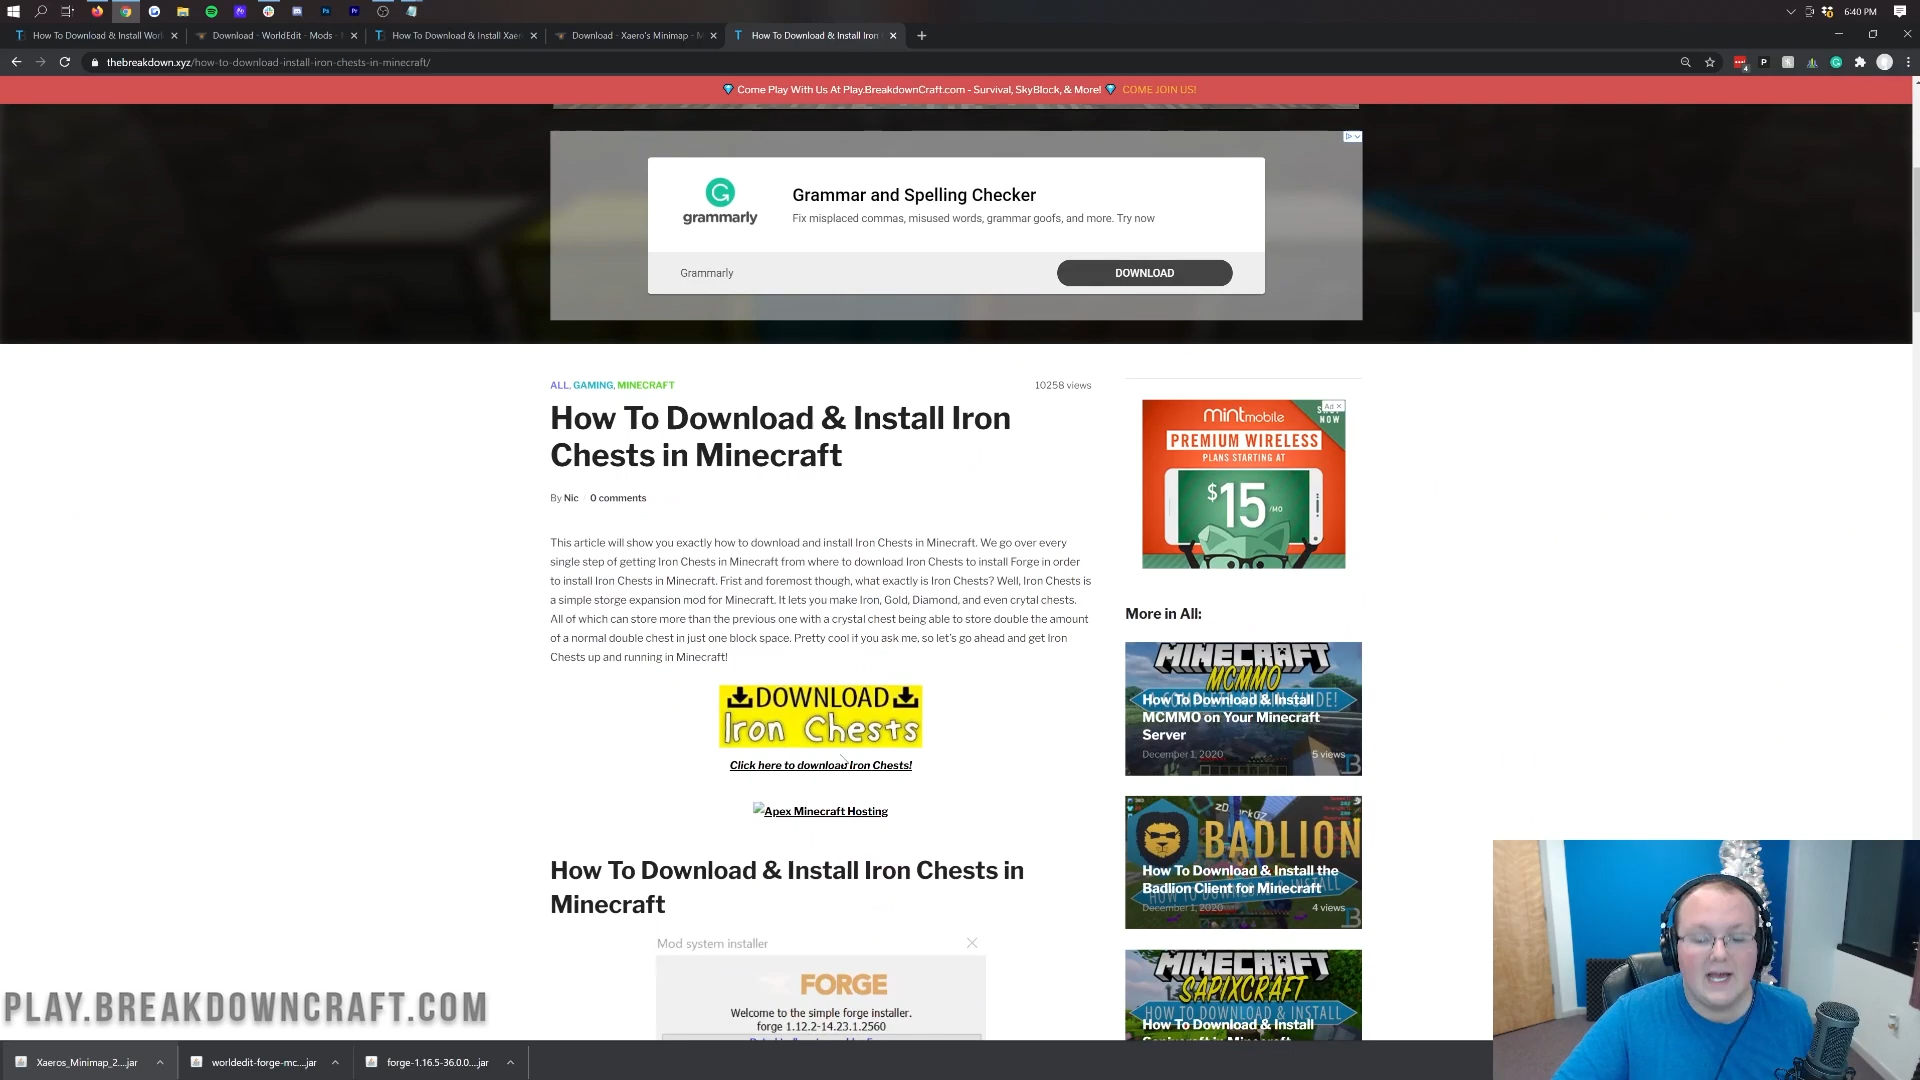 6:40 PM
How To Download & Install Worl
Download - WorldEdit - Mods -
How To Download & Install Xaer
Download - Xaero's Minimap - M
How To Download & Install Iron
thebreakdown.xyz/how-to-download-install-iron-chests-in-minecraft/
Come Play With Us At Play.BreakdownCraft.com - Survival, SkyBlock, & More! COME JOIN US!
Grammar and Spelling Checker
grammarly
Fix misplaced commas, misused words, grammar goofs, and more. Try now
Grammarly
DOWNLOAD
ALL, GAMING, MINECRAFT
10258 views
How To Download & Install Iron
Chests in Minecraft
By Nic / 0 comments
This article will show you exactly how to download and install Iron Chests in Minecraft. We go over every
single step of getting Iron Chests in Minecraft from where to download Iron Chests to install Forge in order
to install Iron Chests in Minecraft. Frist and foremost though, what exactly is Iron Chests? Well, Iron Chests is
a simple storge expansion mod for Minecraft. It lets you make Iron, Gold, Diamond, and even crytal chests.
All of which can store more than the previous one with a crystal chest being able to store double the amount
of a normal double chest in just one block space. Pretty cool if you ask me, so let's go ahead and get Iron
Chests up and running in Minecraft!
DOWNLOAD
Iron Chests
Click here to download Iron Chests!
Apex Minecraft Hosting
How To Download & Install Iron Chests in
Minecraft
Mod system installer
FORGE
Welcome to the simple forge installer.
forge 1.12.2-14.23.1.2560
Ad
mintmobile
NOW
PREMIUM WIRELESS
PLANS STARTING AT
$15/MO
More in All:
MINECRAFT
MCMMO
How To Download & Install
MCMMO on Your Minecraft
Server
December 1, 2020
5 views
BADLION
How To Download & Install the
Badlion Client for Minecraft
December 1, 2020
4 views
MINECRAFT
SAPIXCRAFT
How To Download & Install
PLAY.BREAKDOWNCRAFT.COM
Xaeros_Minimap_2....jar
worldedit-forge-mc....jar
forge-1.16.5-36.0.0....jar